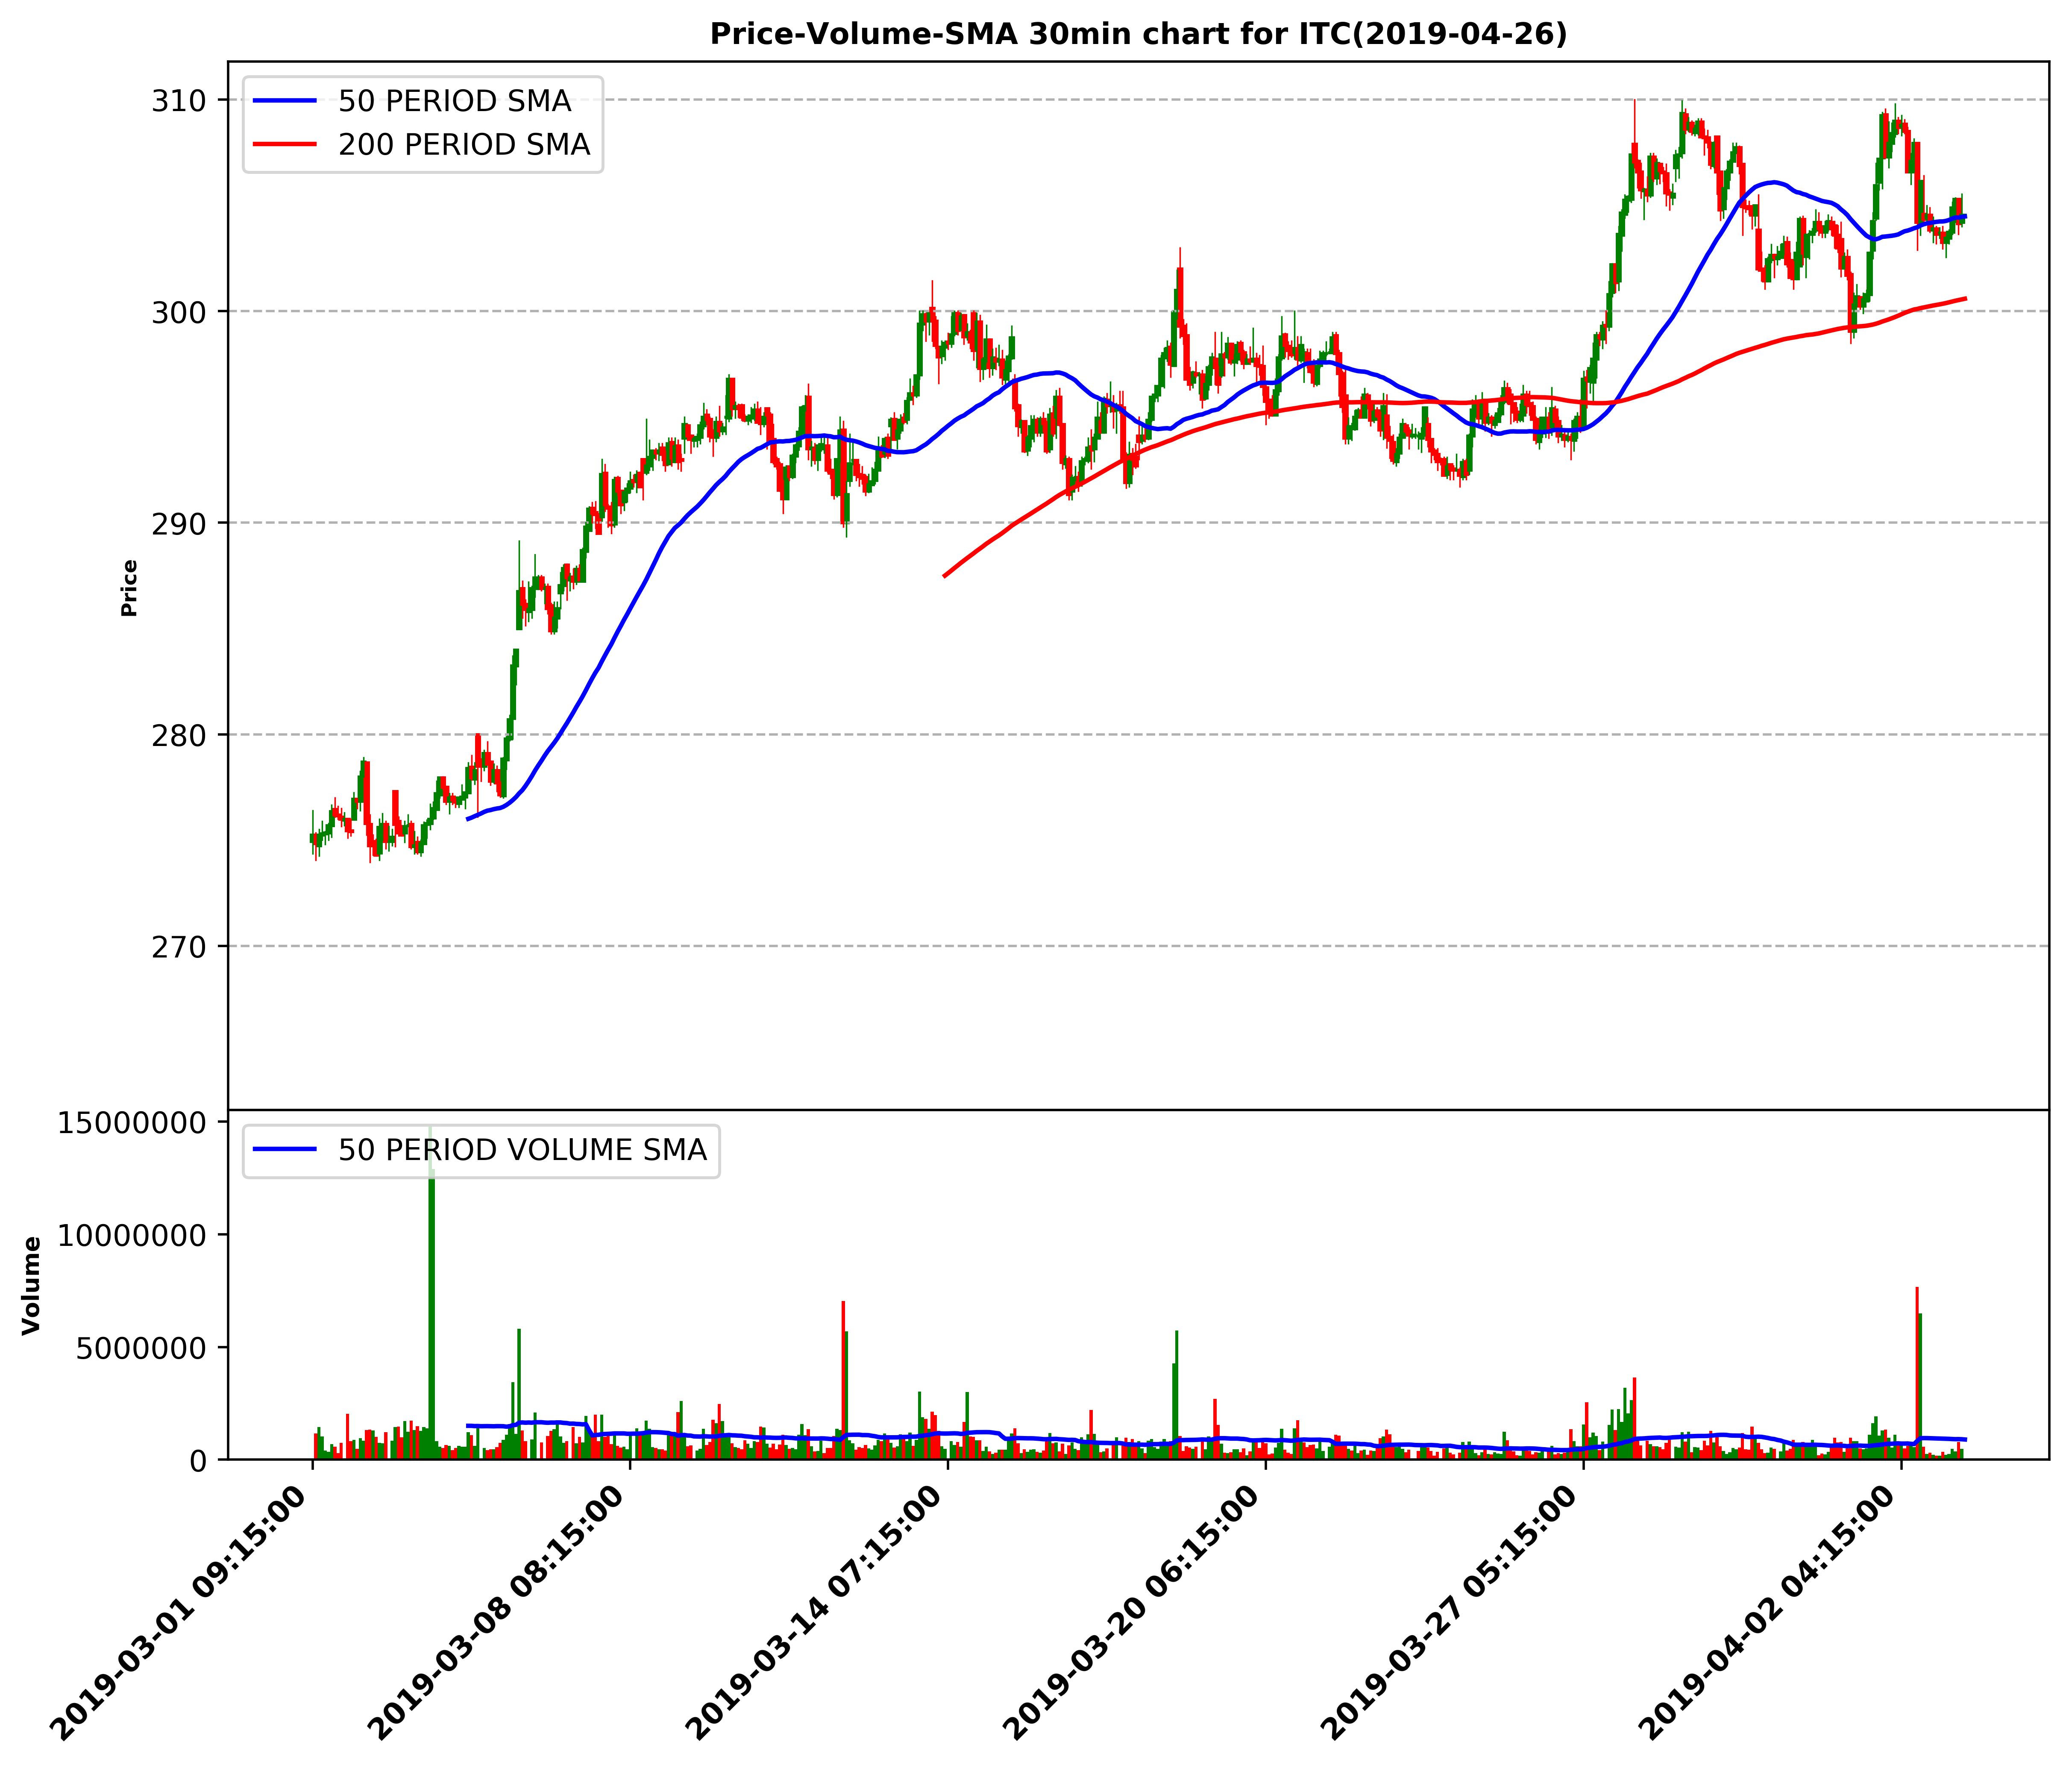 Price-Volume-SMA 30min chart for ITC(2019-04-26)
50 PERIOD SMA
200 PERIOD SMA
310
300
290
280
270
Price
50 PERIOD VOLUME SMA
15000000
10000000
5000000
0
Volume
2019-03-01 09:15:00
2019-03-08 08:15:00
2019-03-14 07:15:00
2019-03-20 06:15:00
2019-03-27 05:15:00
2019-04-02 04:15:00